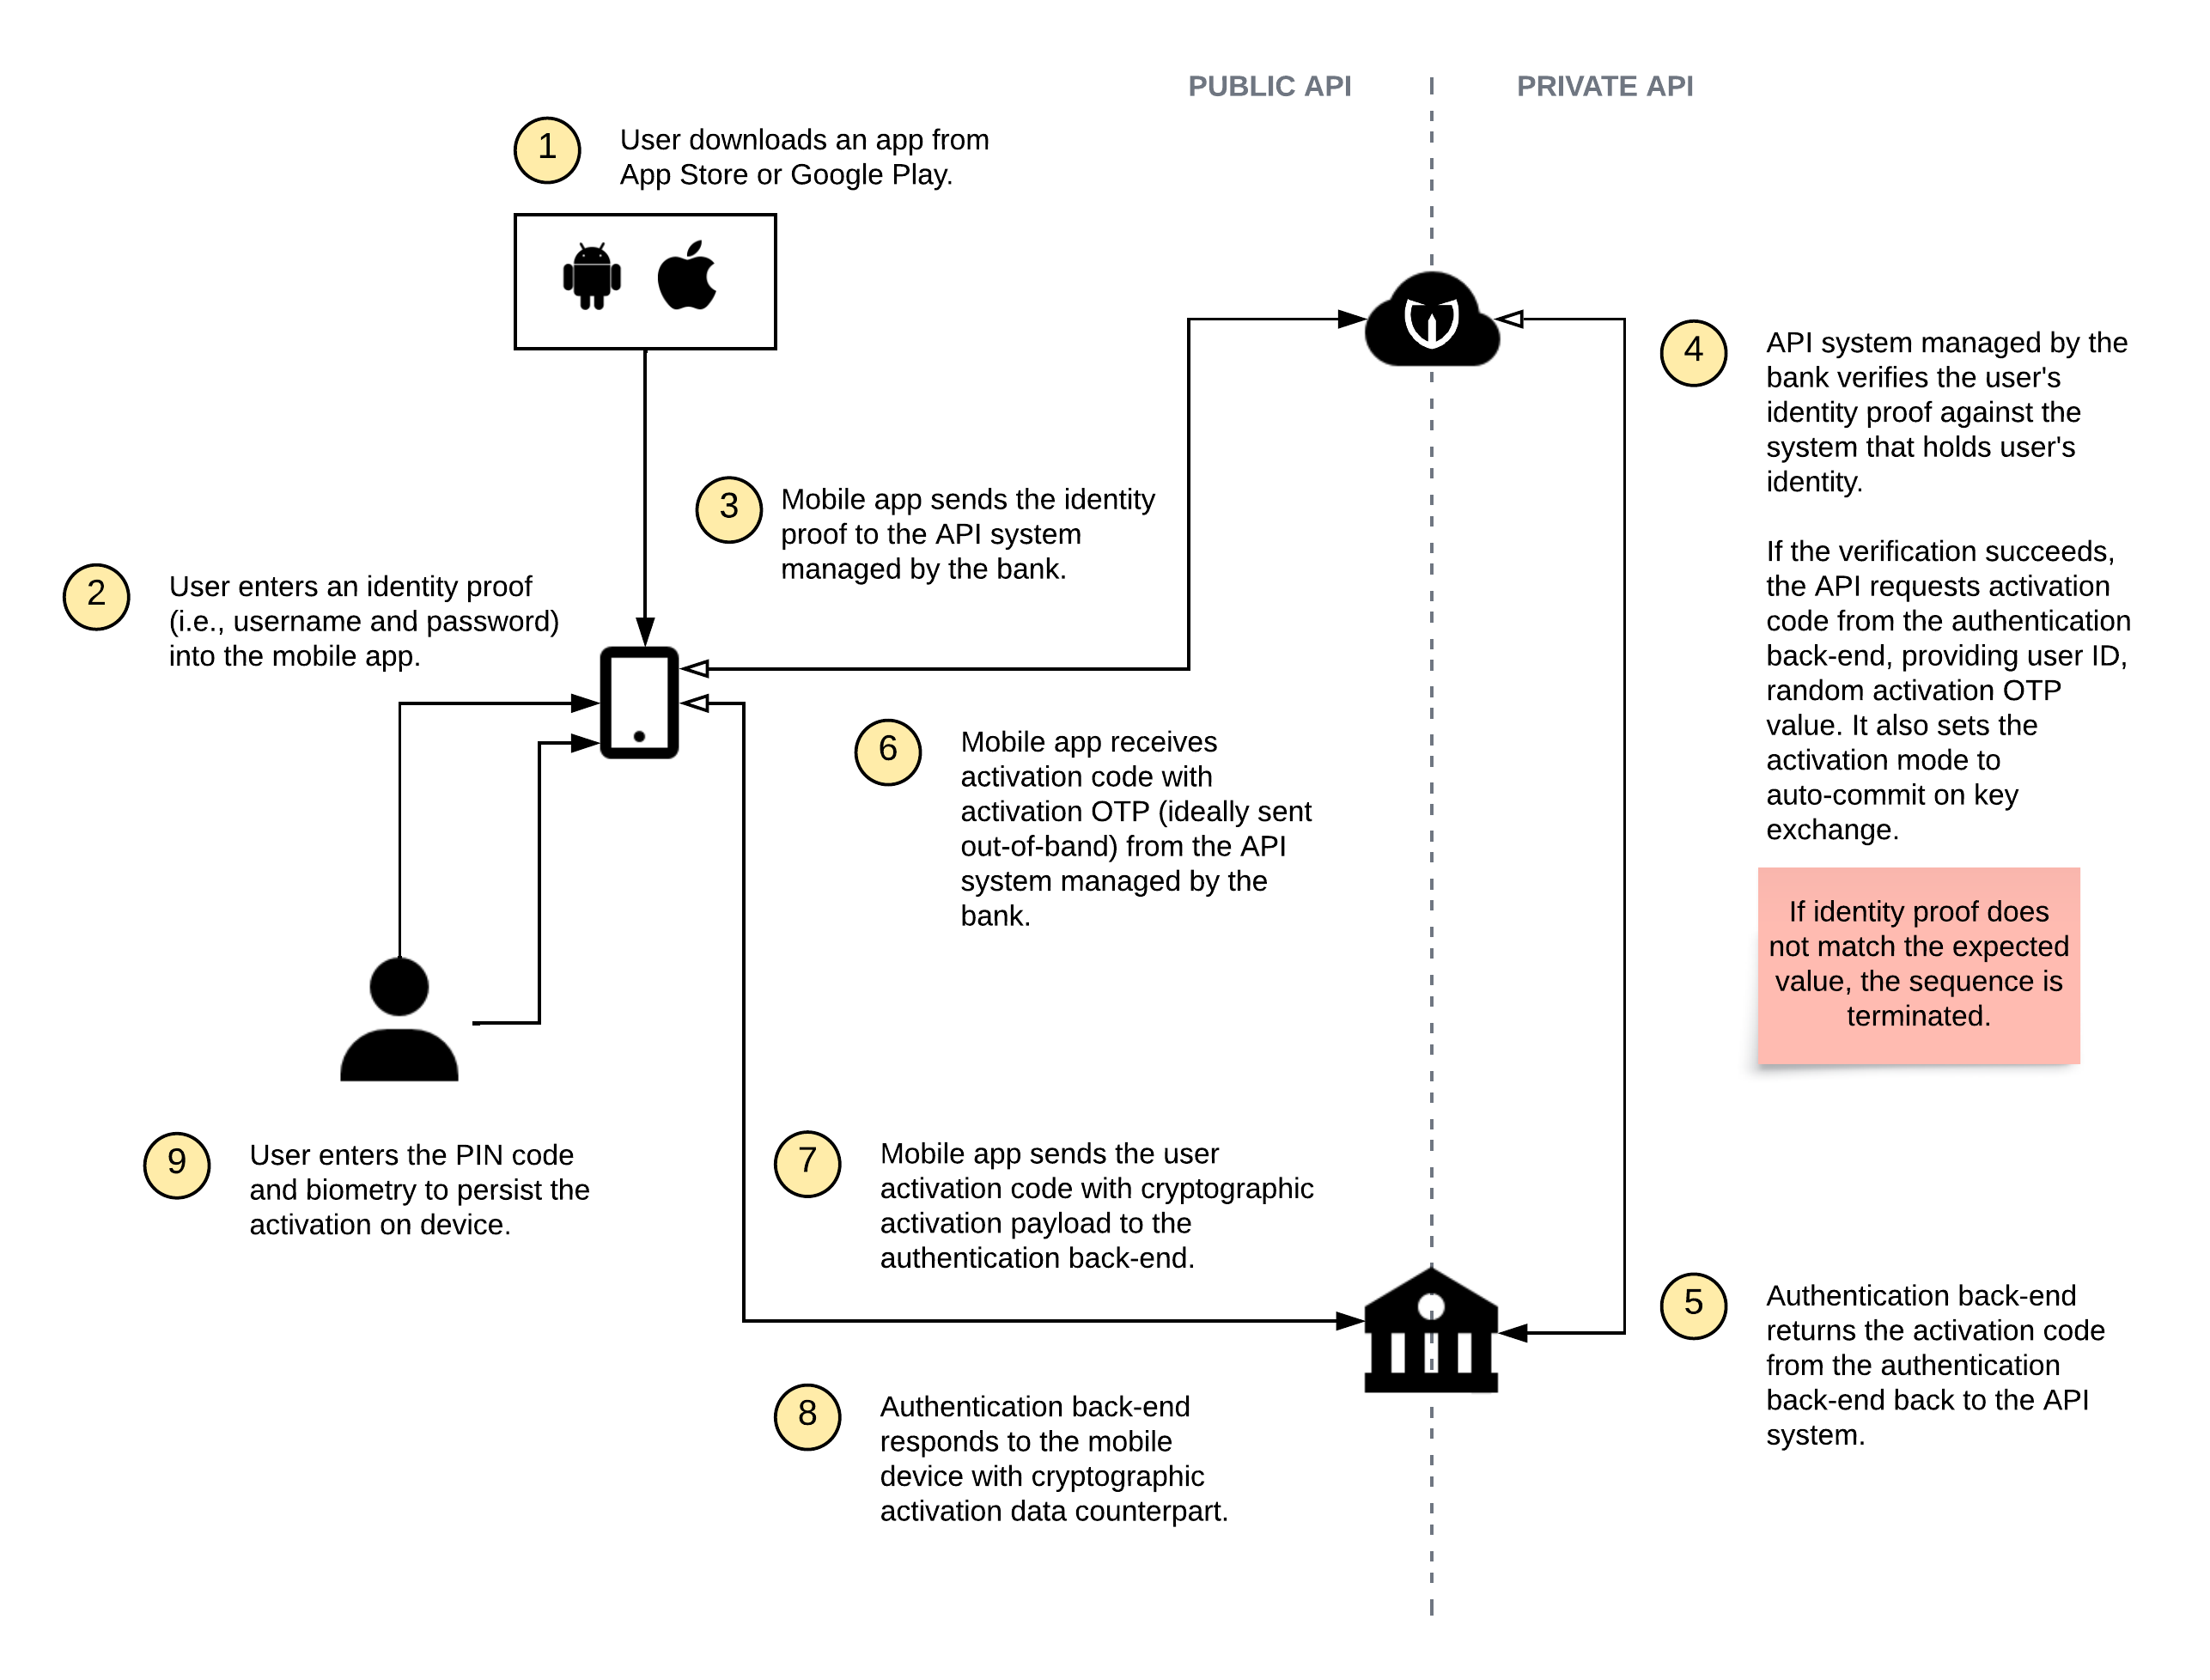 PUBLIC API
PRIVATE API
1
User downloads an app from
App Store or Google Play.
2
User enters an identity proof
(i.e., username and password)
into the mobile app.
3
Mobile app sends the identity
proof to the API system
managed by the bank.
4
API system managed by the
bank verifies the user's
identity proof against the
system that holds user's
identity.
If the verification succeeds,
the API requests activation
code from the authentication
back-end, providing user ID,
random activation OTP
value. It also sets the
activation mode to
auto-commit on key
exchange.
If identity proof does
not match the expected
value, the sequence is
terminated.
5
Authentication back-end
returns the activation code
from the authentication
back-end back to the API
system.
6
Mobile app receives
activation code with
activation OTP (ideally sent
out-of-band) from the API
system managed by the
bank.
7
Mobile app sends the user
activation code with cryptographic
activation payload to the
authentication back-end.
8
Authentication back-end
responds to the mobile
device with cryptographic
activation data counterpart.
9
User enters the PIN code
and biometry to persist the
activation on device.